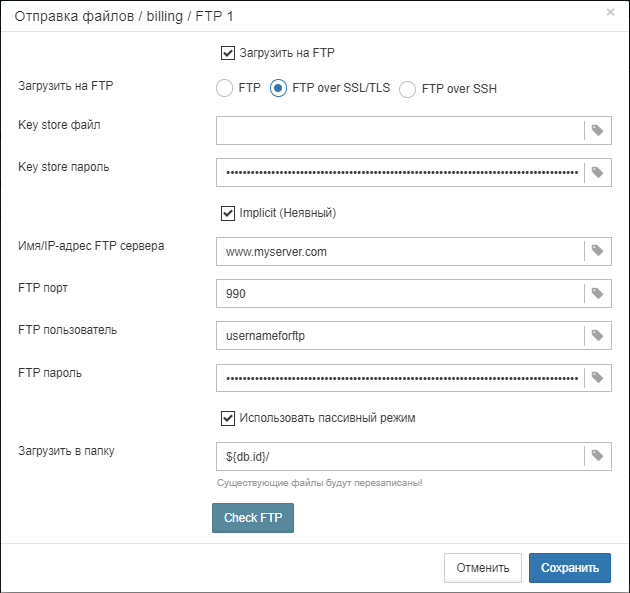 Отправка файлов / billing / FTP 1
×
Загрузить на FTP
Загрузить на FTP
FTP
FTP over SSL/TLS
FTP over SSH
Key store файл
Key store пароль
Implicit (Неявный)
Имя/IP-адрес FTP сервера
www.myserver.com
FTP порт
990
FTP пользователь
usernameforftp
FTP пароль
Использовать пассивный режим
Загрузить в папку
${db.id}/
Существующие файлы будут перезаписаны!
Check FTP
Отменить
Сохранить